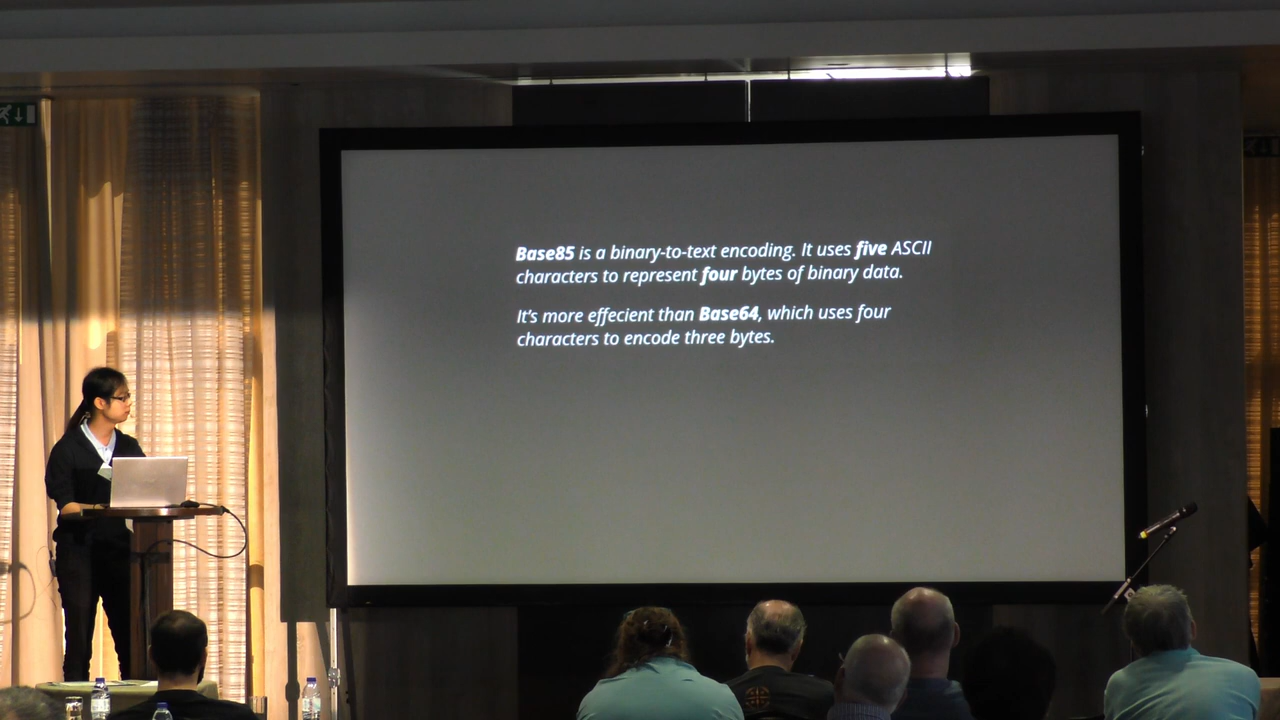 Base85 is a binary-to-text encoding. It uses five ASCII
characters to represent four bytes of binary data.
It's more effecient than Base64, which uses four
characters to encode three bytes.